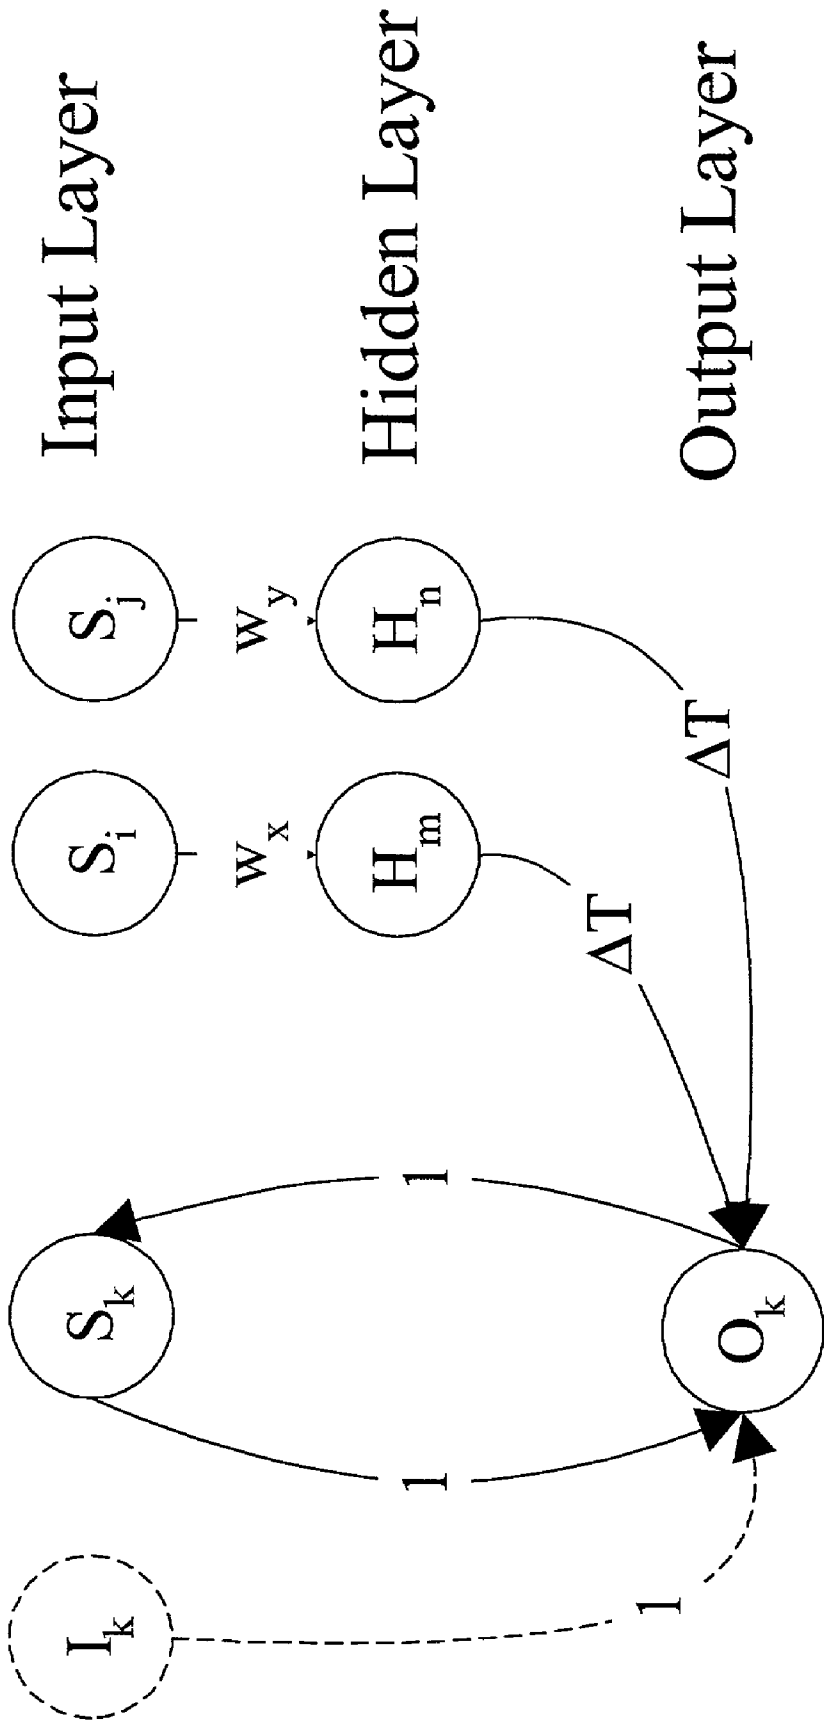 I_k
S_k
S_i
S_j
Input Layer
1
1
w_x
w_y
H_m
H_n
Hidden Layer
1
ΔT
ΔT
O_k
Output Layer